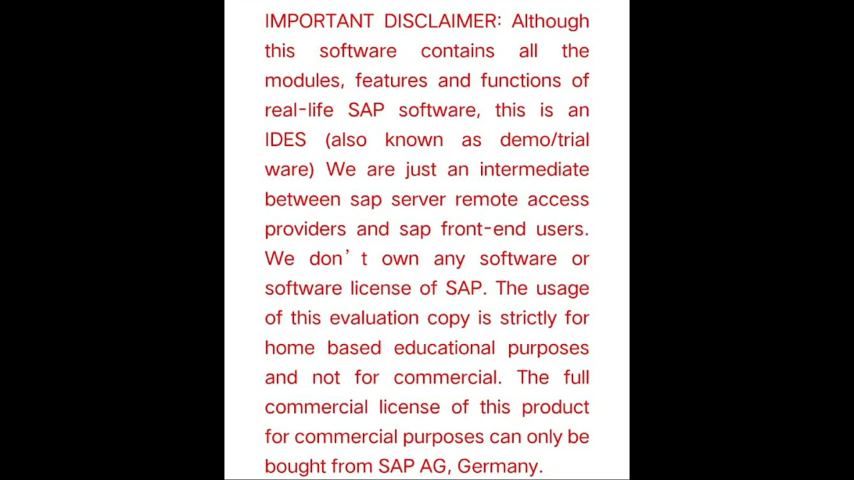 IMPORTANT DISCLAIMER: Although
this software contains all the
modules, features and functions of
real-life SAP software, this is an
IDES (also known as demo/trial
ware) We are just an intermediate
between sap server remote access
providers and sap front-end users.
We don’t own any software or
software license of SAP. The usage
of this evaluation copy is strictly for
home based educational purposes
and not for commercial. The full
commercial license of this product
for commercial purposes can only be
bought from SAP AG, Germany.